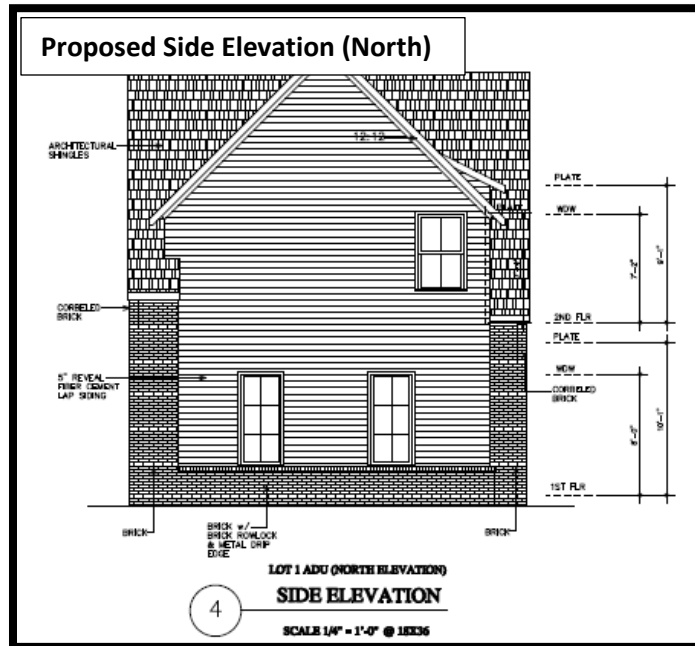 Proposed Side Elevation (North)
12:12
ARCHITECTURAL
SHINGLES
PLATE
WDW
7'-2"
9'-1"
CORBELED
BRICK
2ND FLR
PLATE
5" REVEAL
FIBER CEMENT
LAP SIDING
WDW
CORBELED
BRICK
8'-0"
10'-1"
1ST FLR
BRICK
BRICK w/
BRICK ROWLOCK
& METAL DRIP
EDGE
BRICK
LOT 1 ADU (NORTH ELEVATION)
4
SIDE ELEVATION
SCALE 1/4" = 1'-0" @ 18X36